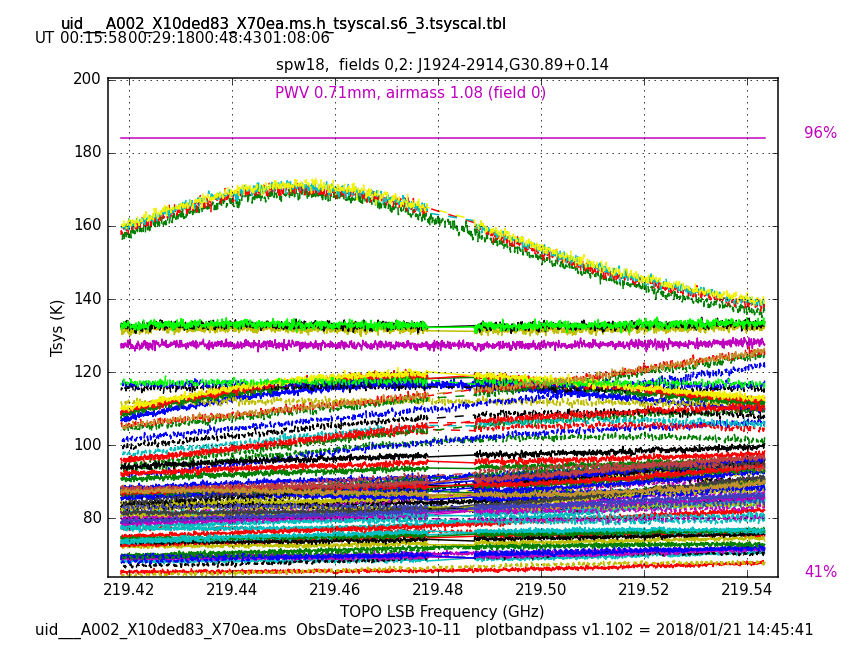 uid___A002_X10ded83_X70ea.ms.h_tsyscal.s6_3.tsyscal.tbl
UT 00:15:5800:29:1800:48:4301:08:06
spw18,  fields 0,2: J1924-2914,G30.89+0.14
PWV 0.71mm, airmass 1.08 (field 0)
200
96%
180
160
140
Tsys (K)
120
100
80
41%
219.42 219.44 219.46 219.48 219.50 219.52 219.54
TOPO LSB Frequency (GHz)
uid___A002_X10ded83_X70ea.ms  ObsDate=2023-10-11   plotbandpass v1.102 = 2018/01/21 14:45:41